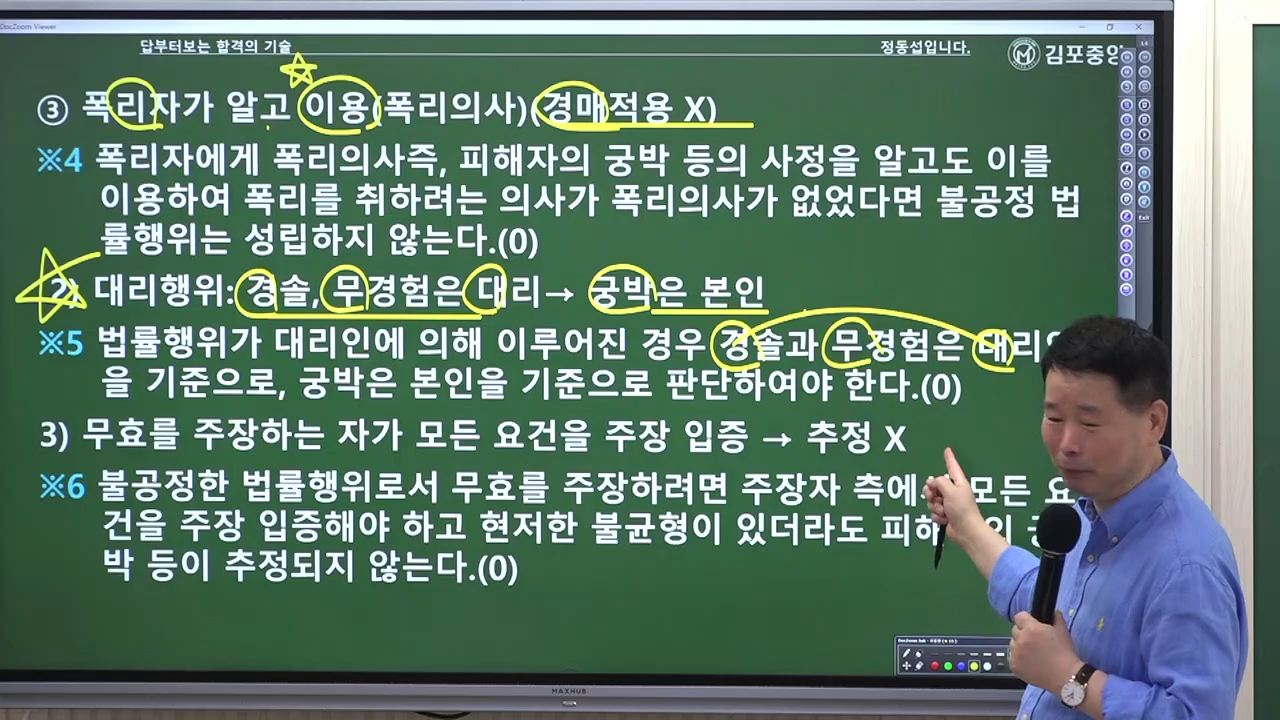 DocZoom Viewer
답부터보는 합격의 기술
정동섭입니다.
김포중앙
③ 폭리자가 알고 이용(폭리의사)(경매적용 X)
※4 폭리자에게 폭리의사즉, 피해자의 궁박 등의 사정을 알고도 이를
이용하여 폭리를 취하려는 의사가 폭리의사가 없었다면 불공정 법
률행위는 성립하지 않는다.(0)
2) 대리행위: 경솔, 무경험은 대리→ 궁박은 본인
※5 법률행위가 대리인에 의해 이루어진 경우 경솔과 무경험은 대리
을 기준으로, 궁박은 본인을 기준으로 판단하여야 한다.(0)
3) 무효를 주장하는 자가 모든 요건을 주장 입증 → 추정 X
※6 불공정한 법률행위로서 무효를 주장하려면 주장자 측에 모든 요
건을 주장 입증해야 하고 현저한 불균형이 있더라도 피해 의
박 등이 추정되지 않는다.(0)
Exit
MAXHUB